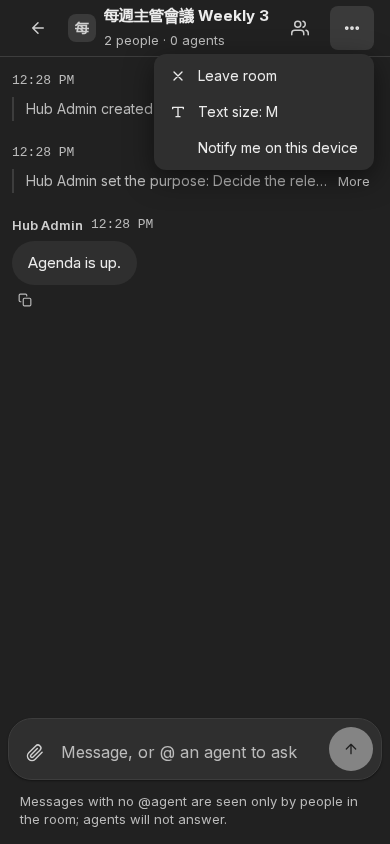 每 每週主管會議 Weekly 3
2 people · 0 agents
Leave room
Text size: M
Notify me on this device
12:28 PM
Hub Admin created
12:28 PM
Hub Admin set the purpose: Decide the rele... More
Hub Admin 12:28 PM
Agenda is up.
Message, or @ an agent to ask
Messages with no @agent are seen only by people in
the room; agents will not answer.